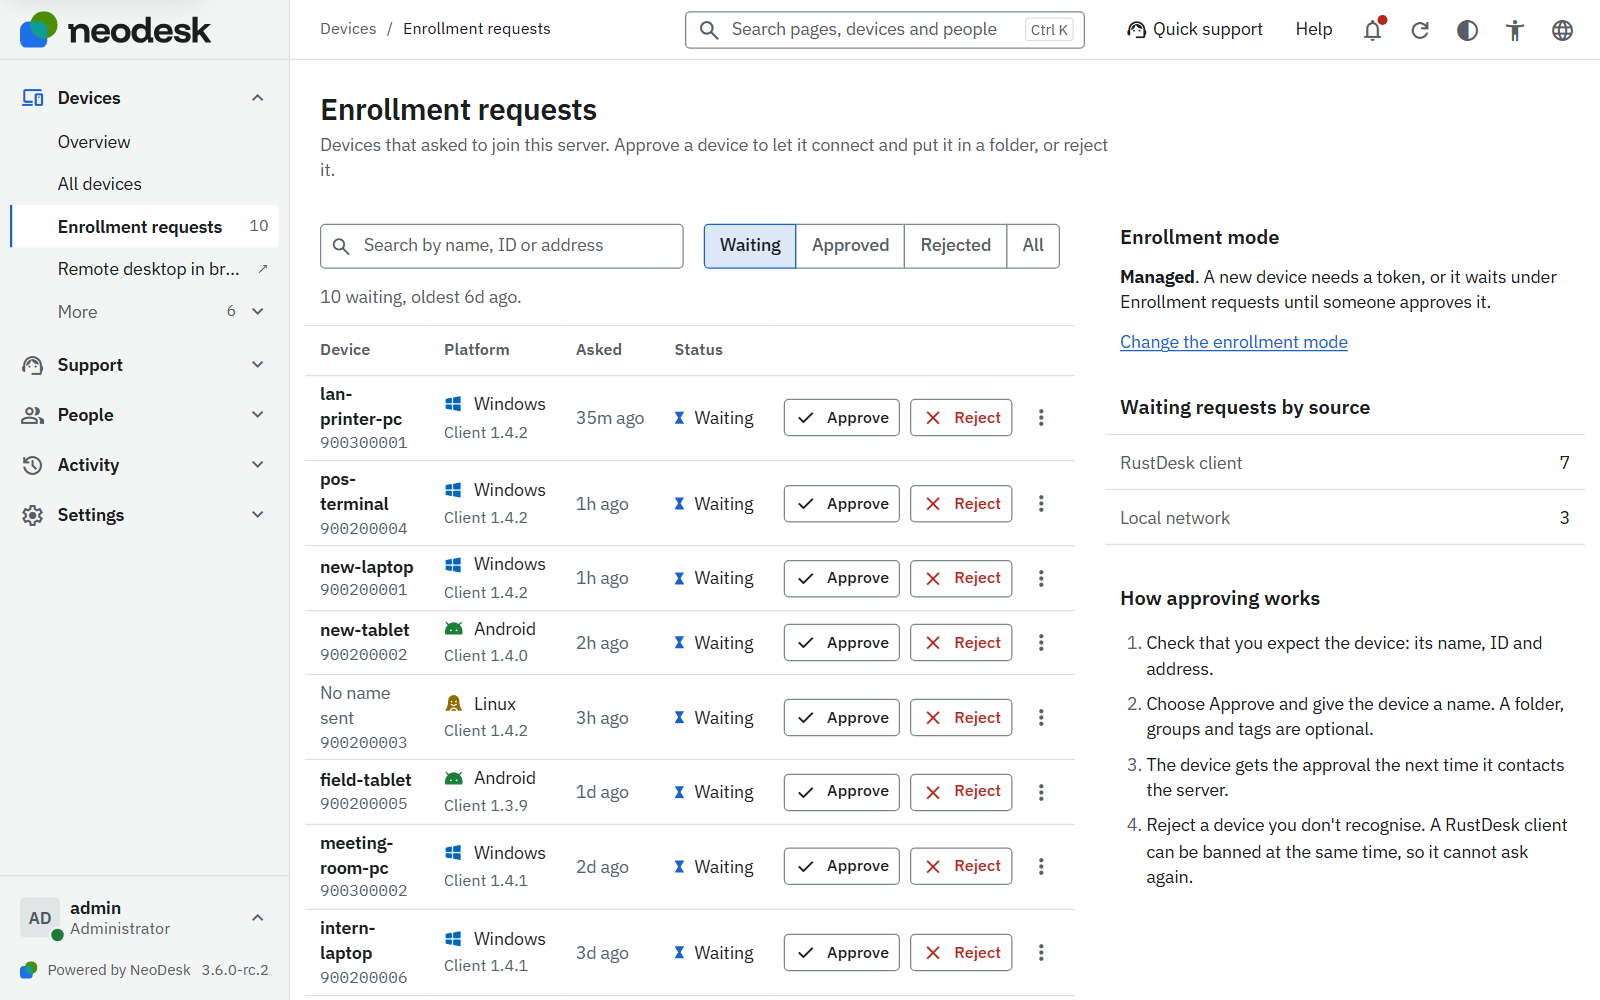 neodesk
Devices / Enrollment requests
Search pages, devices and people Ctrl K
Quick support
Help
Devices
Overview
All devices
Enrollment requests 10
Remote desktop in br... ↗
More 6
Support
People
Activity
Settings
AD
admin
Administrator
Powered by NeoDesk 3.6.0-rc.2
Enrollment requests
Devices that asked to join this server. Approve a device to let it connect and put it in a folder, or reject
it.
Search by name, ID or address
Waiting Approved Rejected All
10 waiting, oldest 6d ago.
Device Platform Asked Status
lan-
printer-pc
900300001
Windows
Client 1.4.2
35m ago
Waiting
Approve
Reject
pos-
terminal
900200004
Windows
Client 1.4.2
1h ago
Waiting
Approve
Reject
new-laptop
900200001
Windows
Client 1.4.2
1h ago
Waiting
Approve
Reject
new-tablet
900200002
Android
Client 1.4.0
2h ago
Waiting
Approve
Reject
No name
sent
900200003
Linux
Client 1.4.2
3h ago
Waiting
Approve
Reject
field-tablet
900200005
Android
Client 1.3.9
1d ago
Waiting
Approve
Reject
meeting-
room-pc
900300002
Windows
Client 1.4.1
2d ago
Waiting
Approve
Reject
intern-
laptop
900200006
Windows
Client 1.4.1
3d ago
Waiting
Approve
Reject
Enrollment mode
Managed. A new device needs a token, or it waits under
Enrollment requests until someone approves it.
Change the enrollment mode
Waiting requests by source
RustDesk client 7
Local network 3
How approving works
1. Check that you expect the device: its name, ID and
address.
2. Choose Approve and give the device a name. A folder,
groups and tags are optional.
3. The device gets the approval the next time it contacts
the server.
4. Reject a device you don't recognise. A RustDesk client
can be banned at the same time, so it cannot ask
again.